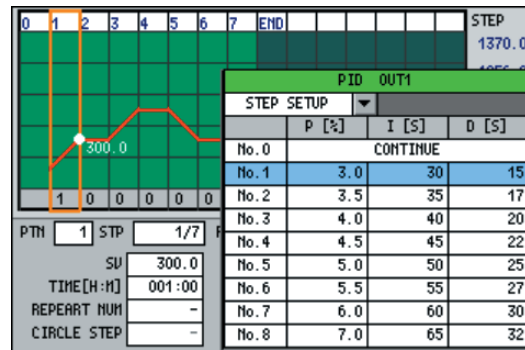 0 1 2 3 4 5 6 7 END
STEP
1370.0
300.0
1 0 0 0 0 0
PTN 1 STP 1/7
SV 300.0
TIME[H:M] 001:00
REPEART NUM -
CIRCLE STEP -
PID OUT1
STEP SETUP
P [%] I [S] D [S]
No.0 CONTINUE
No.1 3.0 30 15
No.2 3.5 35 17
No.3 4.0 40 20
No.4 4.5 45 22
No.5 5.0 50 25
No.6 5.5 55 27
No.7 6.0 60 30
No.8 7.0 65 32